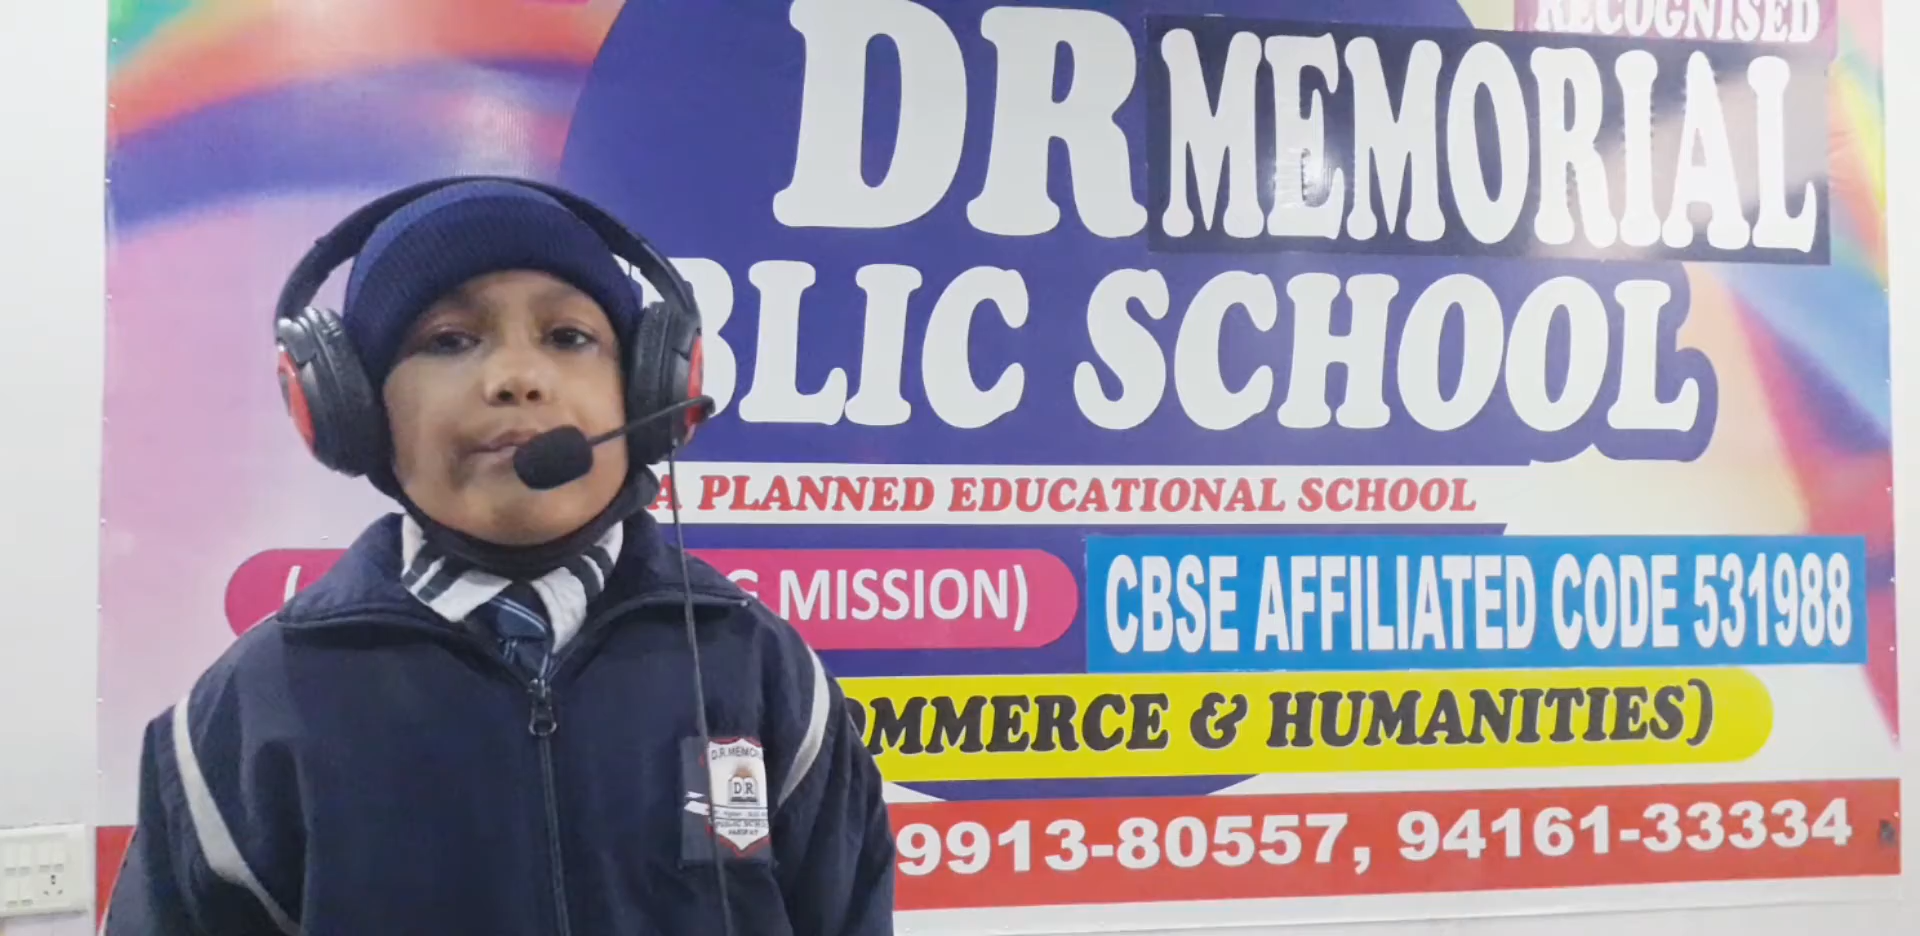 RECOGNISED
DR MEMORIAL
BLIC SCHOOL
A PLANNED EDUCATIONAL SCHOOL
( G MISSION)
CBSE AFFILIATED CODE 531988
OMMERCE & HUMANITIES)
9913-80557, 94161-33334
D.R.MEMO
DR